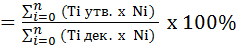 = ∑ⁿᵢ₌₀ (Ti утв. x Ni) / ∑ⁿᵢ₌₀ (Ti дек. x Ni) x 100%